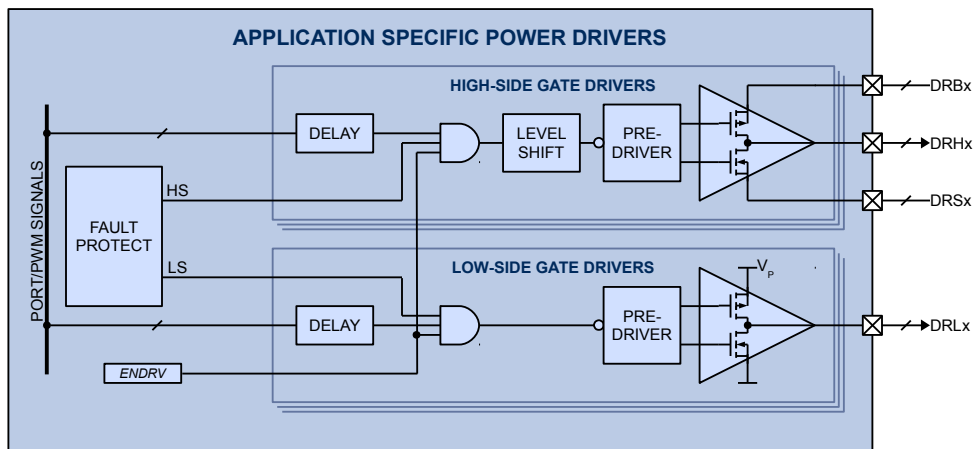 APPLICATION SPECIFIC POWER DRIVERS
HIGH-SIDE GATE DRIVERS
DRBx
DELAY
LEVEL
SHIFT
PRE-
DRIVER
DRHx
PORT/PWM SIGNALS
HS
DRSx
FAULT
PROTECT
LS
LOW-SIDE GATE DRIVERS
VP
DELAY
PRE-
DRIVER
DRLx
ENDRV